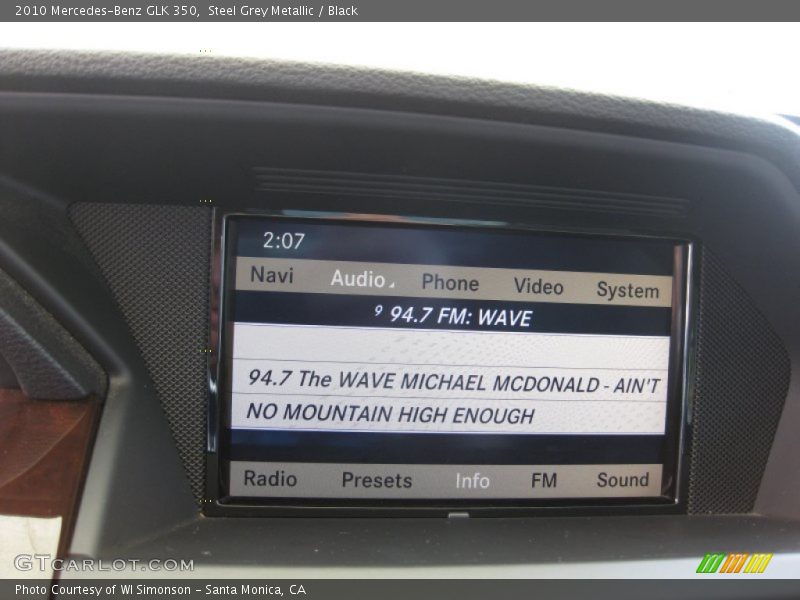 2010 Mercedes-Benz GLK 350,  Steel Grey Metallic / Black
2:07
Navi Audio Phone Video System
9 94.7 FM: WAVE
94.7 The WAVE MICHAEL MCDONALD - AIN'T
NO MOUNTAIN HIGH ENOUGH
Radio Presets Info FM Sound
GTCARLOT.COM
Photo Courtesy of WI Simonson - Santa Monica, CA